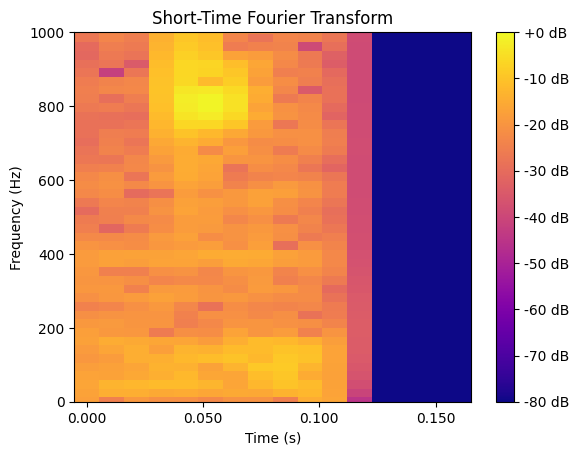 Short-Time Fourier Transform
1000
800
600
400
200
0
Frequency (Hz)
0.000
0.050
0.100
0.150
Time (s)
+0 dB
-10 dB
-20 dB
-30 dB
-40 dB
-50 dB
-60 dB
-70 dB
-80 dB